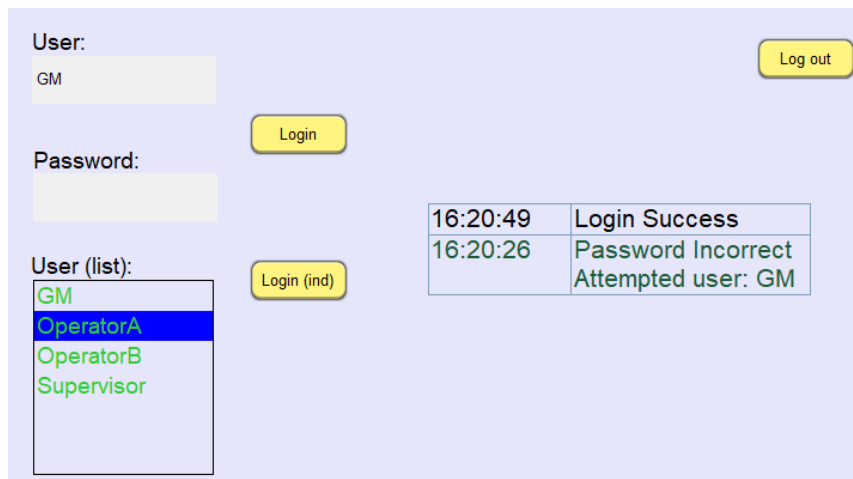 User:
GM
Log out
Login
Password:
16:20:49 Login Success
16:20:26 Password Incorrect
Attempted user: GM
User (list):
Login (ind)
GM
OperatorA
OperatorB
Supervisor